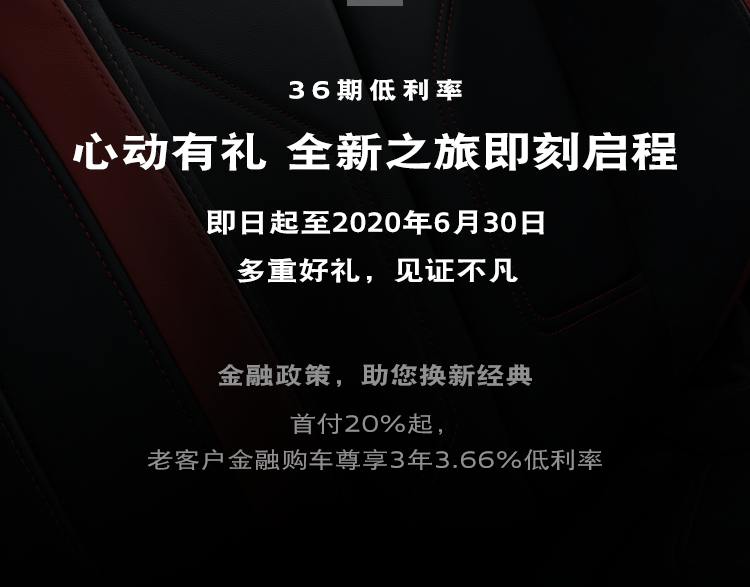 36期低利率
心动有礼 全新之旅即刻启程
即日起至2020年6月30日
多重好礼，见证不凡
金融政策，助您换新经典
首付20%起，
老客户金融购车尊享3年3.66%低利率